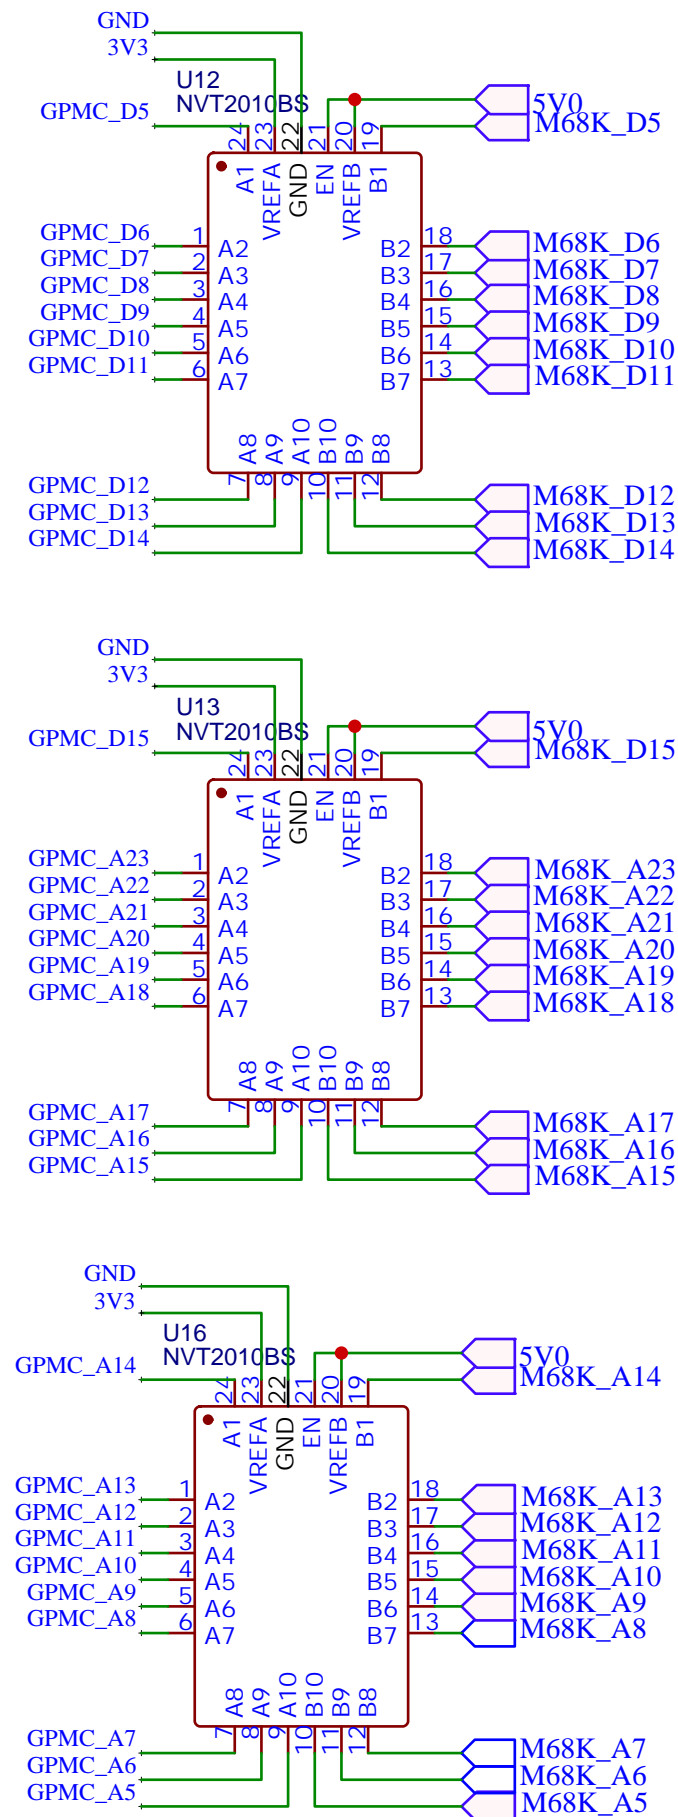 GND
3V3
U12
NVT2010BS
GPMC_D5
5V0
M68K_D5
24 23 22 21 20 19
A1 VREFA GND EN VREFB B1
GPMC_D6 1 A2 B2 18 M68K_D6
GPMC_D7 2 A3 B3 17 M68K_D7
GPMC_D8 3 A4 B4 16 M68K_D8
GPMC_D9 4 A5 B5 15 M68K_D9
GPMC_D10 5 A6 B6 14 M68K_D10
GPMC_D11 6 A7 B7 13 M68K_D11
A8 A9 A10 B10 B9 B8
7 8 9 10 11 12
GPMC_D12 M68K_D12
GPMC_D13 M68K_D13
GPMC_D14 M68K_D14
GND
3V3
U13
NVT2010BS
GPMC_D15
5V0
M68K_D15
24 23 22 21 20 19
A1 VREFA GND EN VREFB B1
GPMC_A23 1 A2 B2 18 M68K_A23
GPMC_A22 2 A3 B3 17 M68K_A22
GPMC_A21 3 A4 B4 16 M68K_A21
GPMC_A20 4 A5 B5 15 M68K_A20
GPMC_A19 5 A6 B6 14 M68K_A19
GPMC_A18 6 A7 B7 13 M68K_A18
A8 A9 A10 B10 B9 B8
7 8 9 10 11 12
GPMC_A17 M68K_A17
GPMC_A16 M68K_A16
GPMC_A15 M68K_A15
GND
3V3
U16
NVT2010BS
GPMC_A14
5V0
M68K_A14
24 23 22 21 20 19
A1 VREFA GND EN VREFB B1
GPMC_A13 1 A2 B2 18 M68K_A13
GPMC_A12 2 A3 B3 17 M68K_A12
GPMC_A11 3 A4 B4 16 M68K_A11
GPMC_A10 4 A5 B5 15 M68K_A10
GPMC_A9 5 A6 B6 14 M68K_A9
GPMC_A8 6 A7 B7 13 M68K_A8
A8 A9 A10 B10 B9 B8
7 8 9 10 11 12
GPMC_A7 M68K_A7
GPMC_A6 M68K_A6
GPMC_A5 M68K_A5